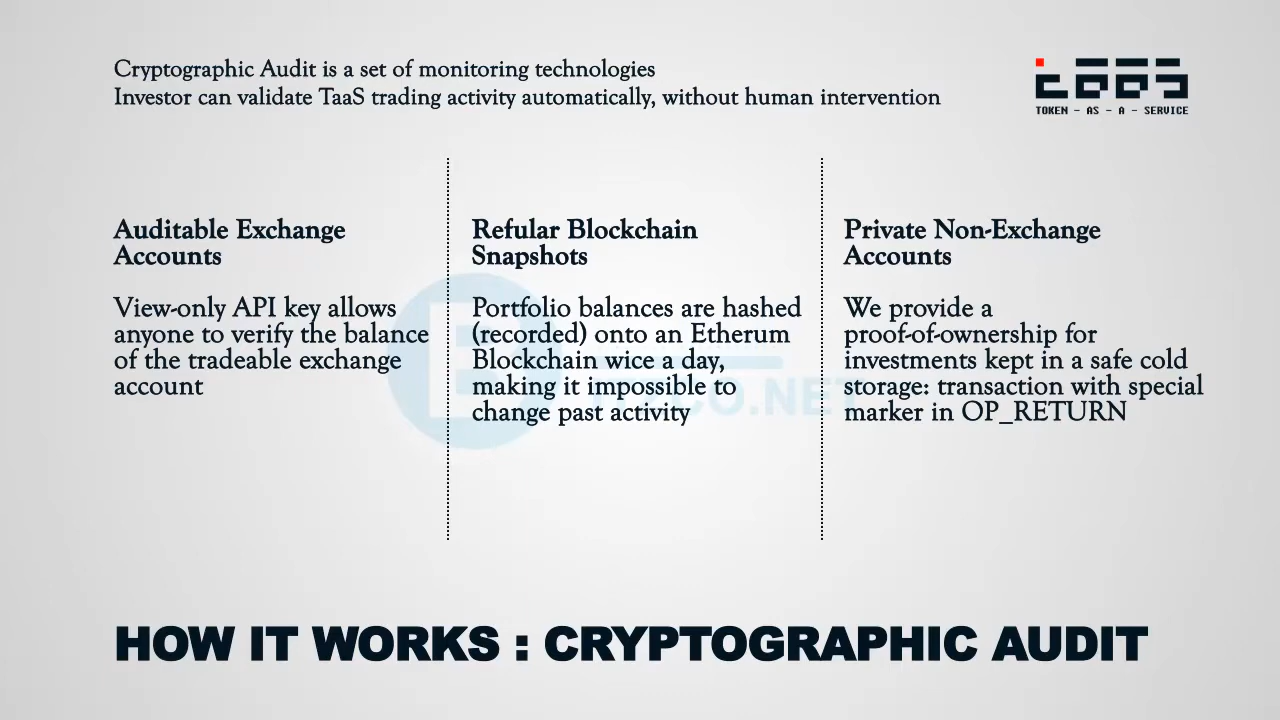 Cryptographic Audit is a set of monitoring technologies
Investor can validate TaaS trading activity automatically, without human intervention
taas
TOKEN - AS - A - SERVICE
Auditable Exchange
Accounts
View-only API key allows
anyone to verify the balance
of the tradeable exchange
account
Refular Blockchain
Snapshots
Portfolio balances are hashed
(recorded) onto an Etherum
Blockchain wice a day,
making it impossible to
change past activity
Private Non-Exchange
Accounts
We provide a
proof-of-ownership for
investments kept in a safe cold
storage: transaction with special
marker in OP_RETURN
HOW IT WORKS : CRYPTOGRAPHIC AUDIT